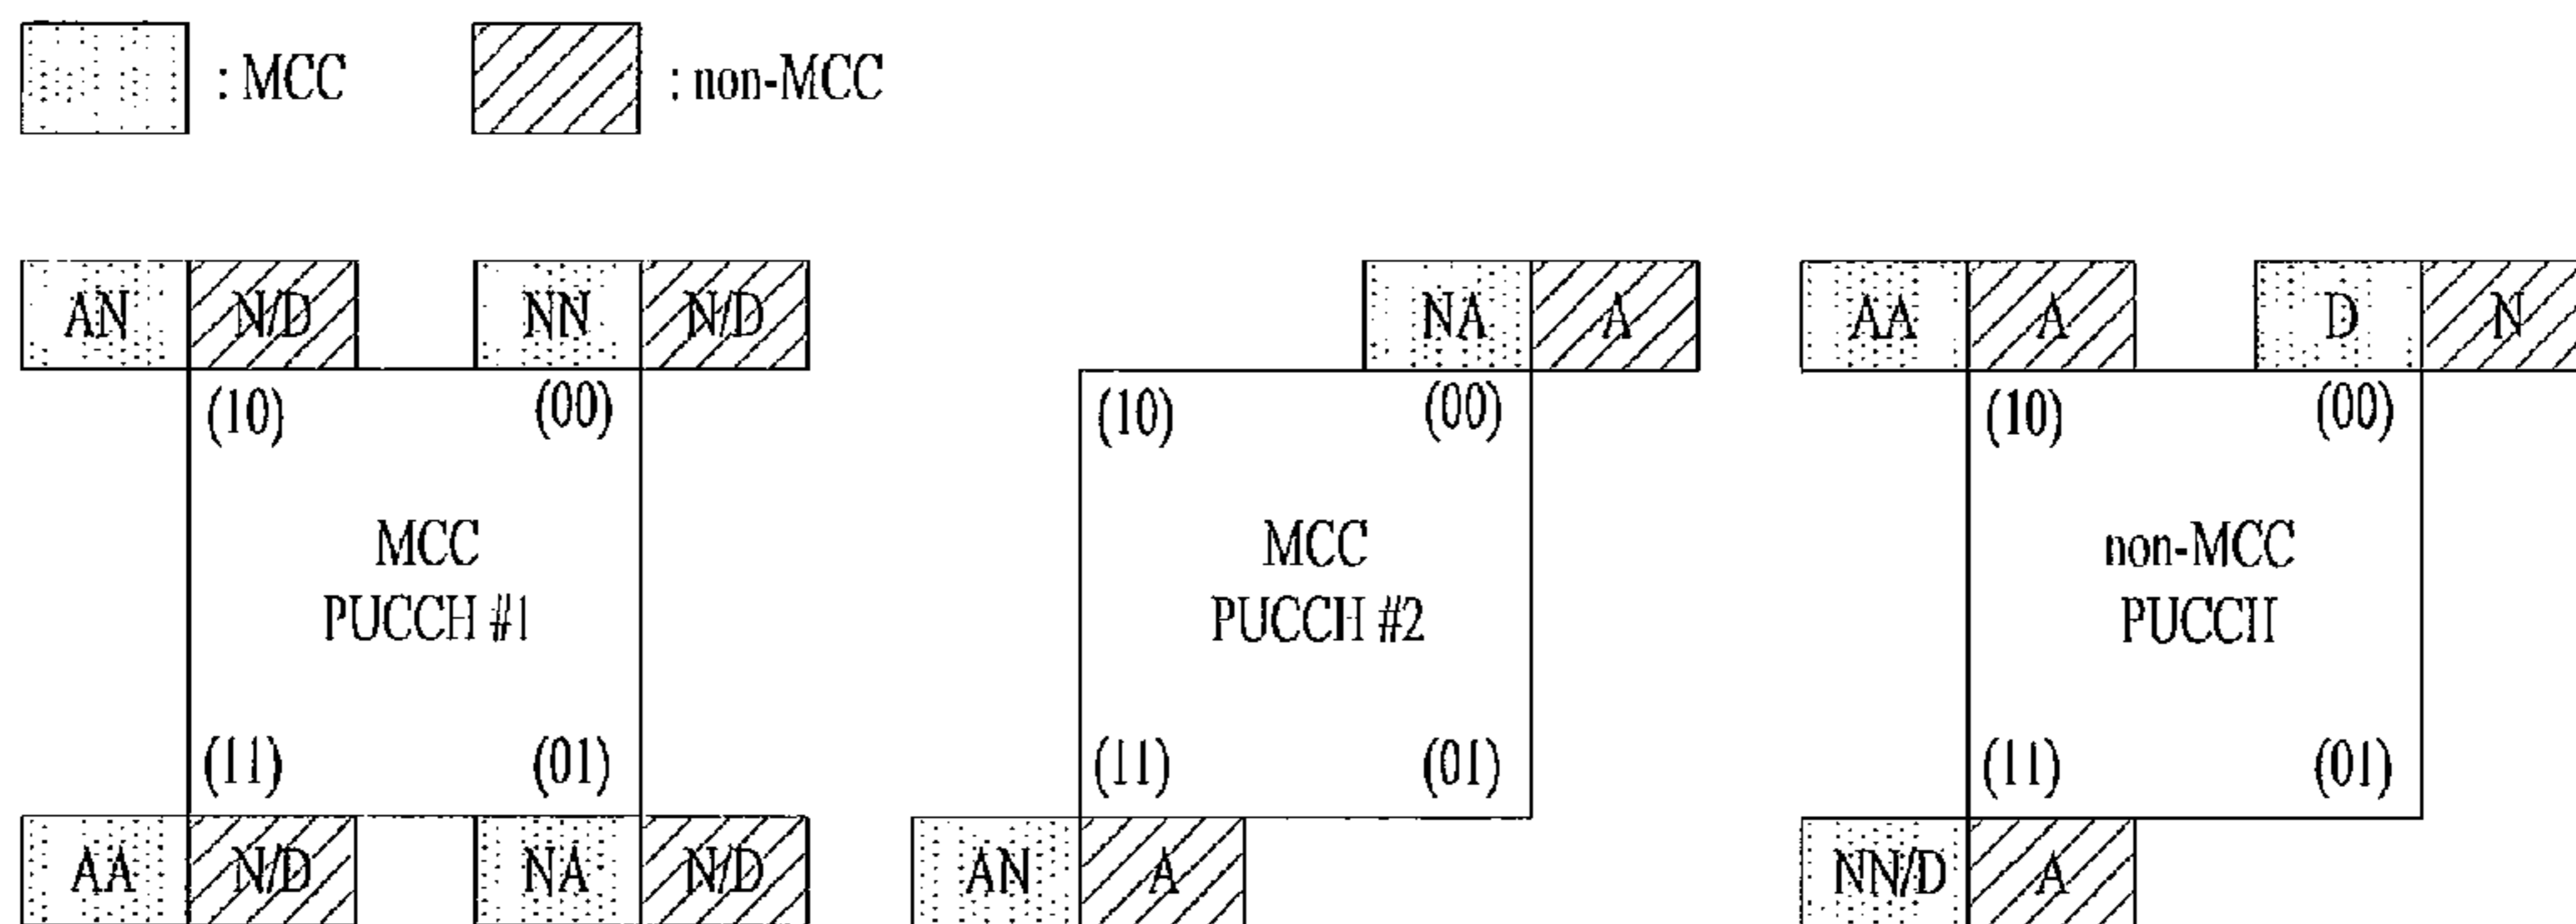 : MCC : non-MCC
AN N/D NN N/D NA A AA A D N
(10) (00) (10) (00) (10) (00)
MCC MCC non-MCC
PUCCH #1 PUCCH #2 PUCCH
(11) (01) (11) (01) (11) (01)
AA N/D NA N/D AN A NN/D A